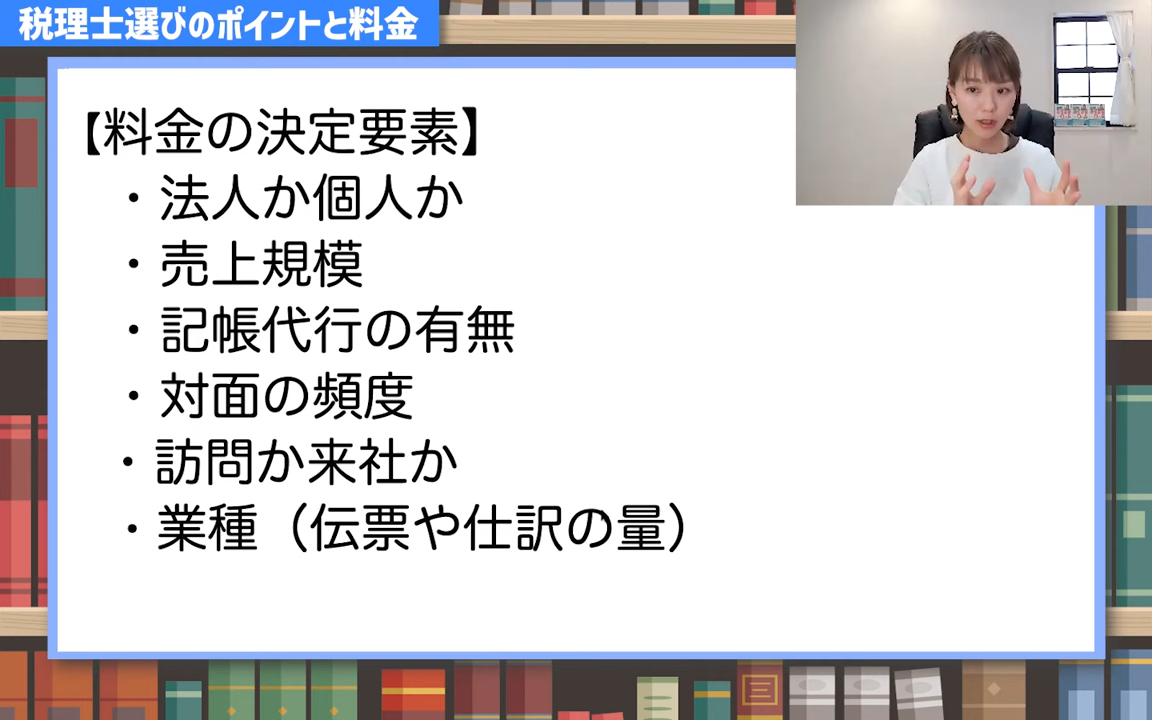 税理士選びのポイントと料金
【料金の決定要素】
・法人か個人か
・売上規模
・記帳代行の有無
・対面の頻度
・訪問か来社か
・業種（伝票や仕訳の量）